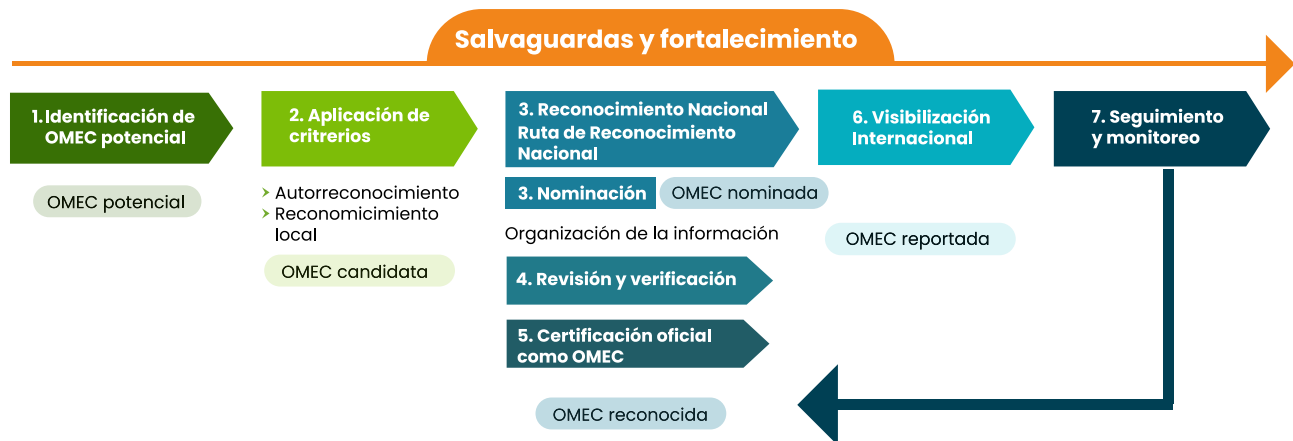 Salvaguardas y fortalecimiento
1. Identificación de
OMEC potencial
OMEC potencial
2. Aplicación de
critrerios
> Autorreconocimiento
> Reconomicimiento
local
OMEC candidata
3. Reconocimiento Nacional
Ruta de Reconocimiento
Nacional
3. Nominación
OMEC nominada
Organización de la información
4. Revisión y verificación
5. Certificación oficial
como OMEC
OMEC reconocida
6. Visibilización
Internacional
OMEC reportada
7. Seguimiento
y monitoreo